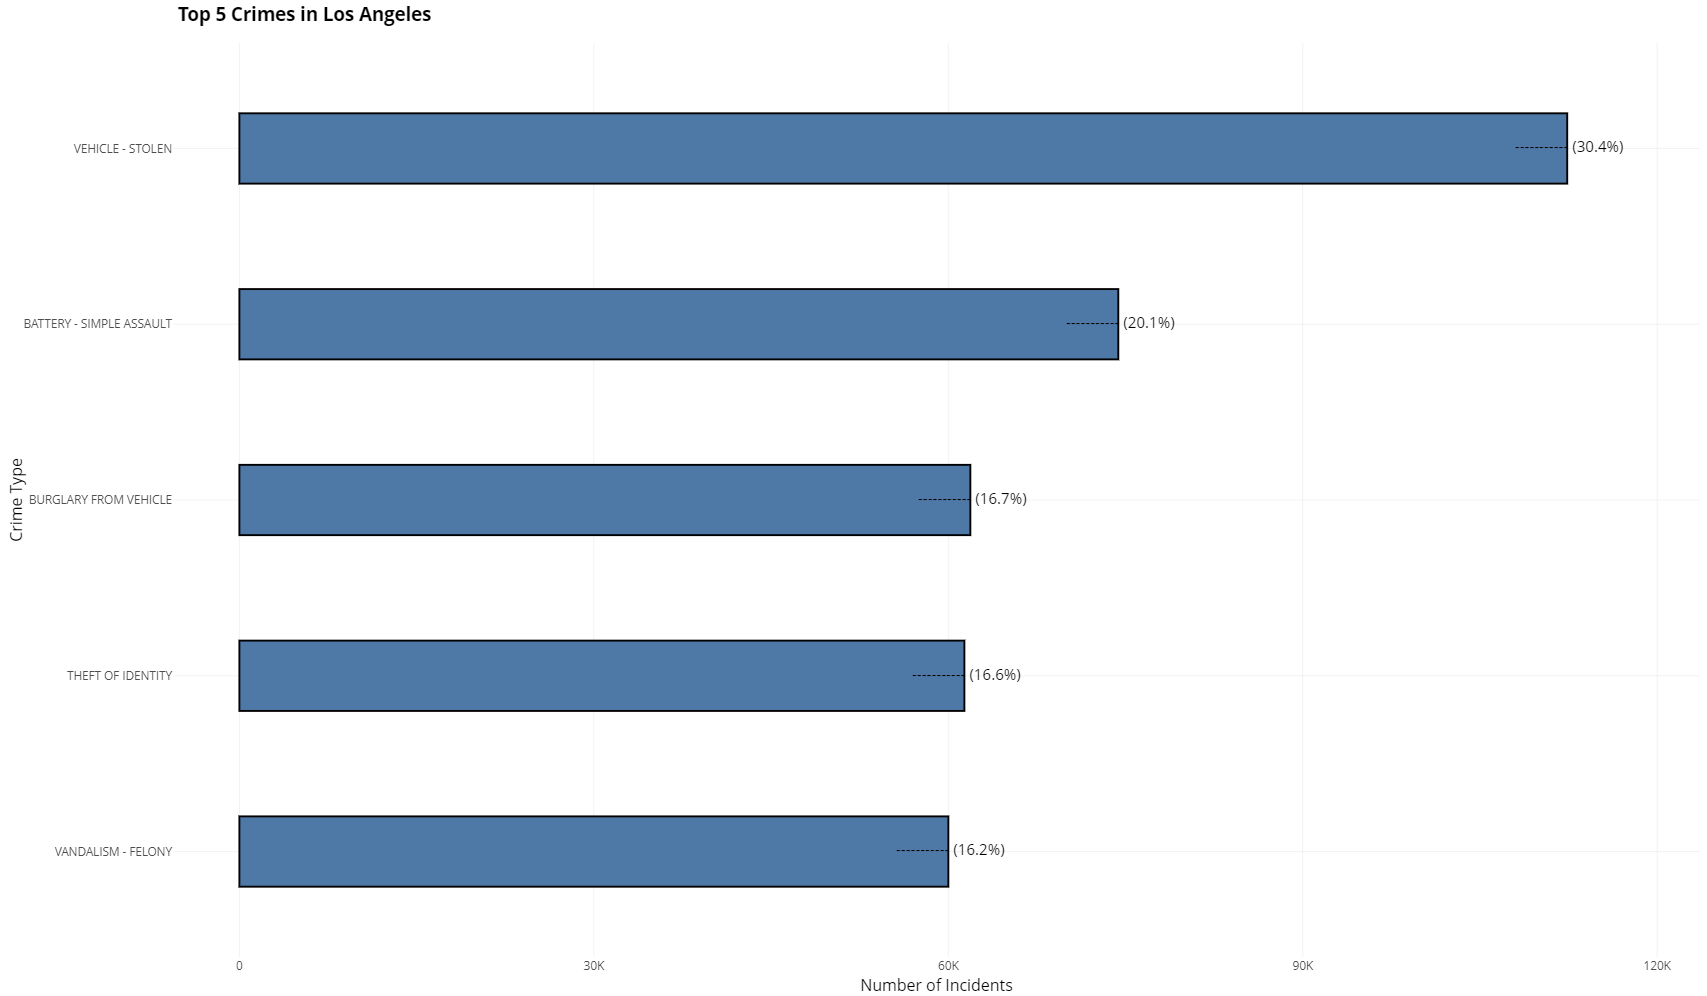 Top 5 Crimes in Los Angeles
Crime Type
VEHICLE - STOLEN
(30.4%)
BATTERY - SIMPLE ASSAULT
(20.1%)
BURGLARY FROM VEHICLE
(16.7%)
THEFT OF IDENTITY
(16.6%)
VANDALISM - FELONY
(16.2%)
0 30K 60K 90K 120K
Number of Incidents